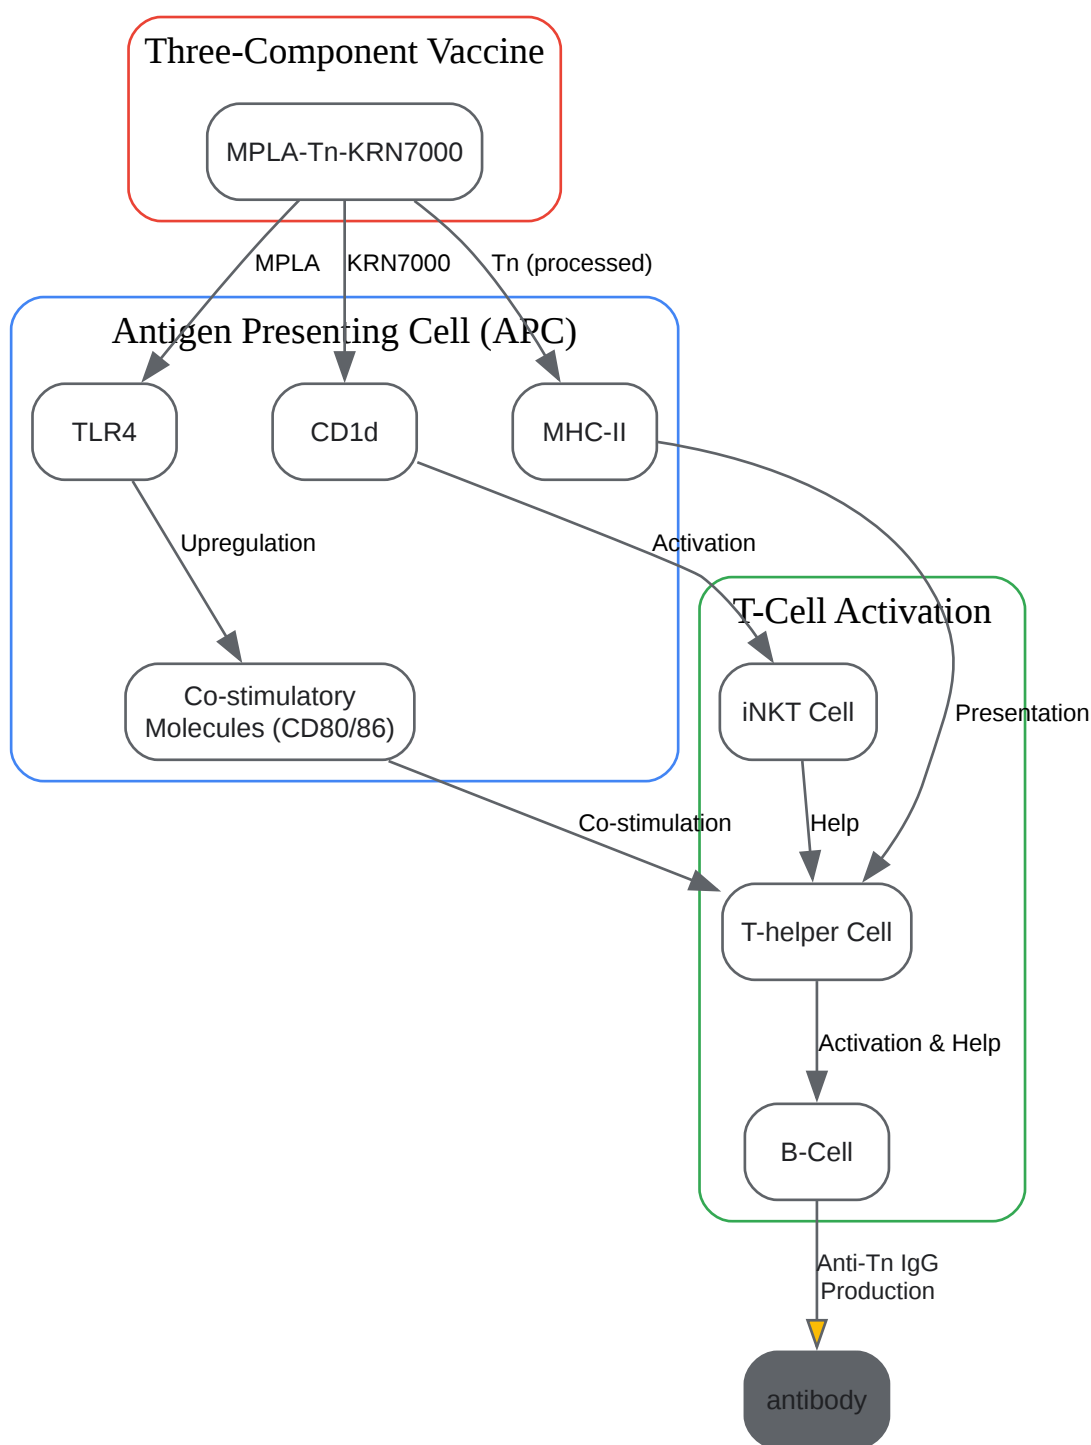 Three-Component Vaccine
MPLA-Tn-KRN7000
MPLA
KRN7000
Tn (processed)
Antigen Presenting Cell (APC)
TLR4
CD1d
MHC-II
Upregulation
Activation
T-Cell Activation
Co-stimulatory
Molecules (CD80/86)
iNKT Cell
Presentation
Co-stimulation
Help
T-helper Cell
Activation & Help
B-Cell
Anti-Tn IgG
Production
antibody